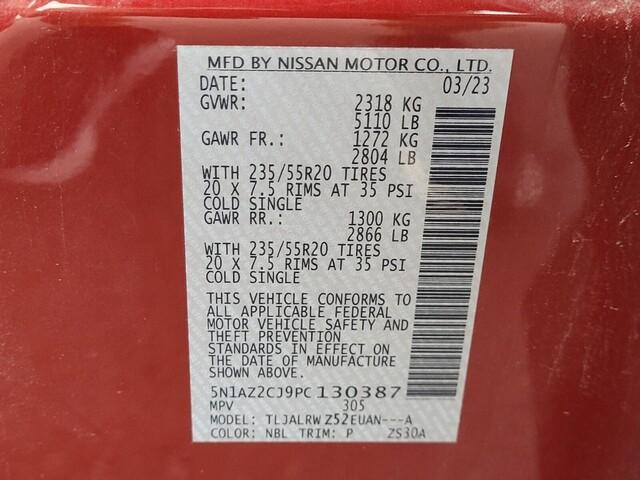 MFD BY NISSAN MOTOR CO., LTD.
DATE: 03/23
GVWR: 2318 KG
5110 LB
GAWR FR.: 1272 KG
2804 LB
WITH 235/55R20 TIRES
20 X 7.5 RIMS AT 35 PSI
COLD SINGLE
GAWR RR.: 1300 KG
2866 LB
WITH 235/55R20 TIRES
20 X 7.5 RIMS AT 35 PSI
COLD SINGLE
THIS VEHICLE CONFORMS TO
ALL APPLICABLE FEDERAL
MOTOR VEHICLE SAFETY AND
THEFT PREVENTION
STANDARDS IN EFFECT ON
THE DATE OF MANUFACTURE
SHOWN ABOVE.
5N1AZ2CJ9PC130387
MPV 305
MODEL: TLJALRWZ52EUAN---A
COLOR: NBL TRIM: P ZS30A